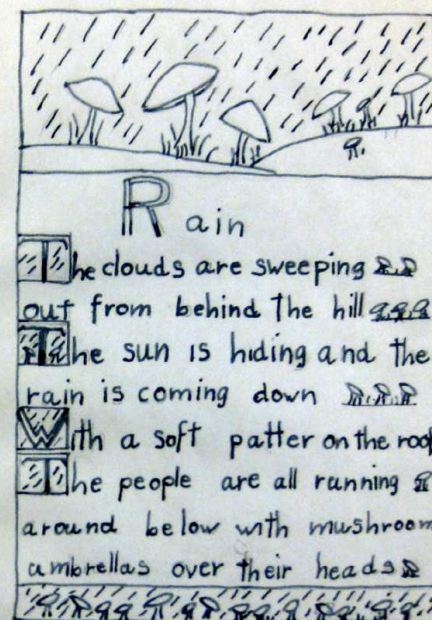 Rain
The clouds are sweeping
out from behind the hill
The sun is hiding and the
rain is coming down
With a soft patter on the roof
The people are all running
around below with mushroom
umbrellas over their heads